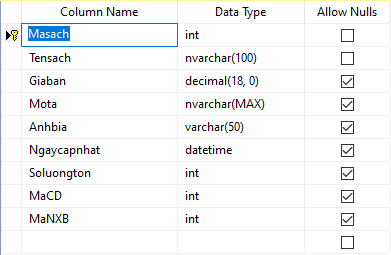 Column Name Data Type Allow Nulls
Masach int
Tensach nvarchar(100)
Giaban decimal(18, 0)
Mota nvarchar(MAX)
Anhbia varchar(50)
Ngaycapnhat datetime
Soluongton int
MaCD int
MaNXB int